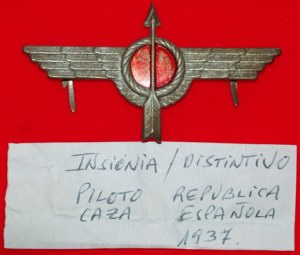 INSIGNIA / DISTINTIVO
PILOTO REPUBLICA
CAZA ESPAÑOLA
1937.